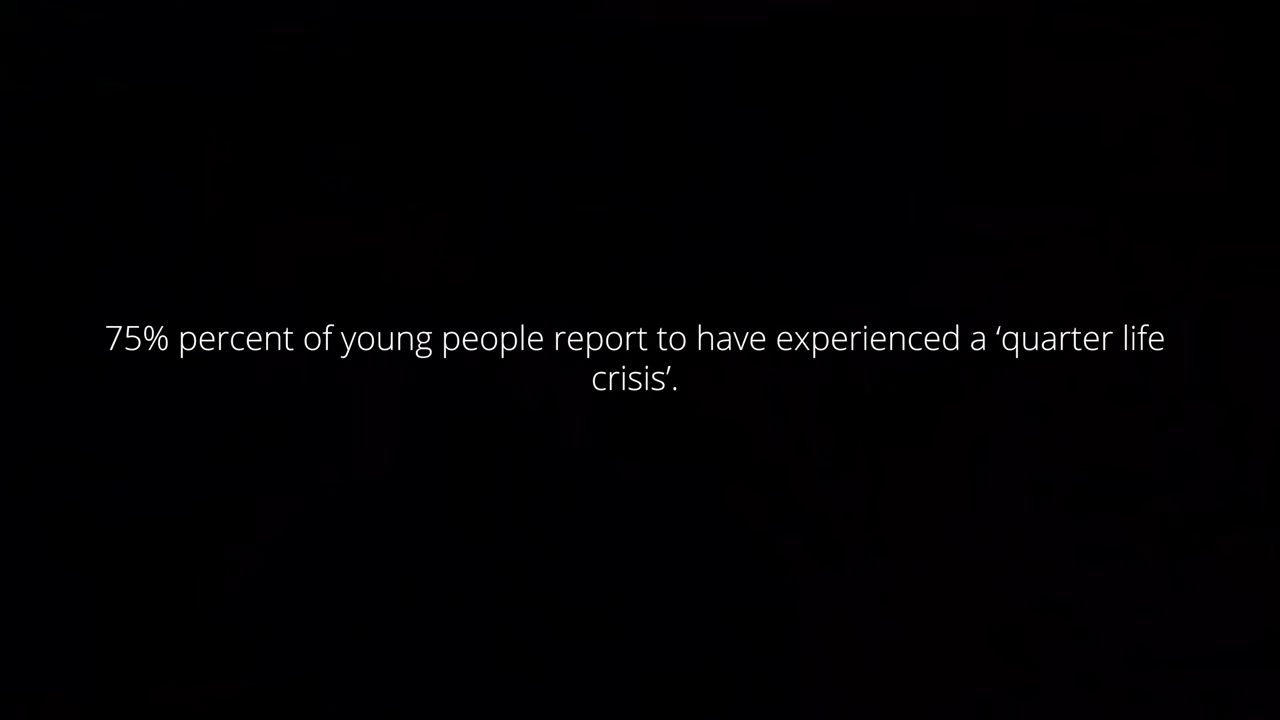 75% percent of young people report to have experienced a ‘quarter life
crisis’.